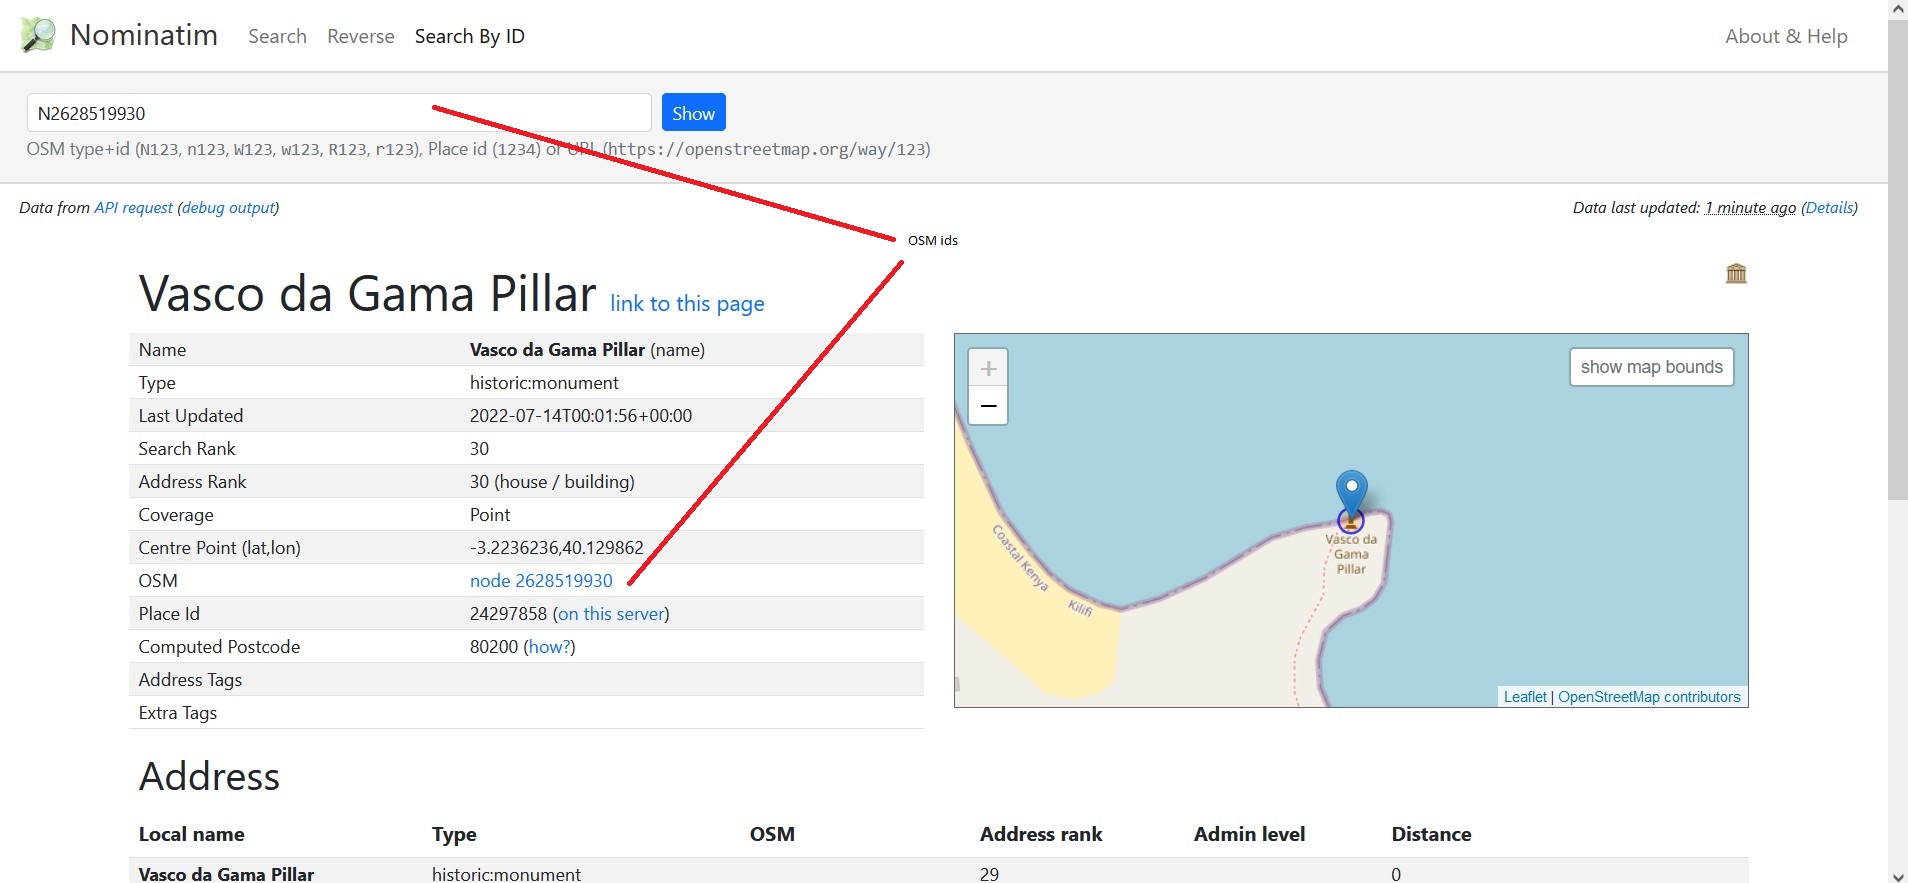 Nominatim Search Reverse Search By ID About & Help
N2628519930 Show
OSM type+id (N123, n123, W123, w123, R123, r123), Place id (1234) or URL (https://openstreetmap.org/way/123)
Data from API request (debug output) Data last updated: 1 minute ago (Details)
OSM ids
Vasco da Gama Pillar link to this page
Name Vasco da Gama Pillar (name)
Type historic:monument
Last Updated 2022-07-14T00:01:56+00:00
Search Rank 30
Address Rank 30 (house / building)
Coverage Point
Centre Point (lat,lon) -3.2236236,40.129862
OSM node 2628519930
Place Id 24297858 (on this server)
Computed Postcode 80200 (how?)
Address Tags
Extra Tags
+
−
show map bounds
Coastal Kenya
Kilifi
Vasco da
Gama
Pillar
Leaflet | OpenStreetMap contributors
Address
Local name Type OSM Address rank Admin level Distance
Vasco da Gama Pillar historic:monument 29 0